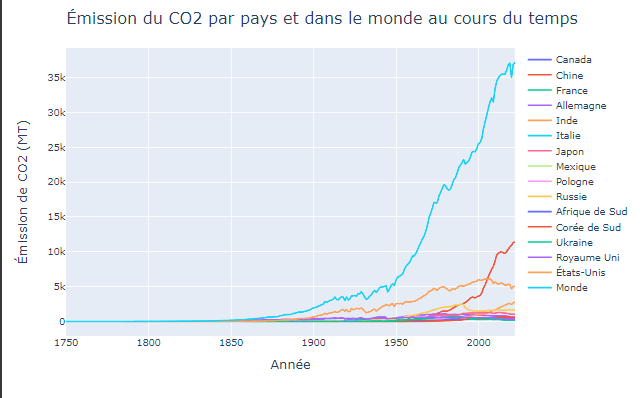 Émission du CO2 par pays et dans le monde au cours du temps
Émission de CO2 (MT)
35k
30k
25k
20k
15k
10k
5k
0
1750
1800
1850
1900
1950
2000
Année
Canada
Chine
France
Allemagne
Inde
Italie
Japon
Mexique
Pologne
Russie
Afrique de Sud
Corée de Sud
Ukraine
Royaume Uni
États-Unis
Monde